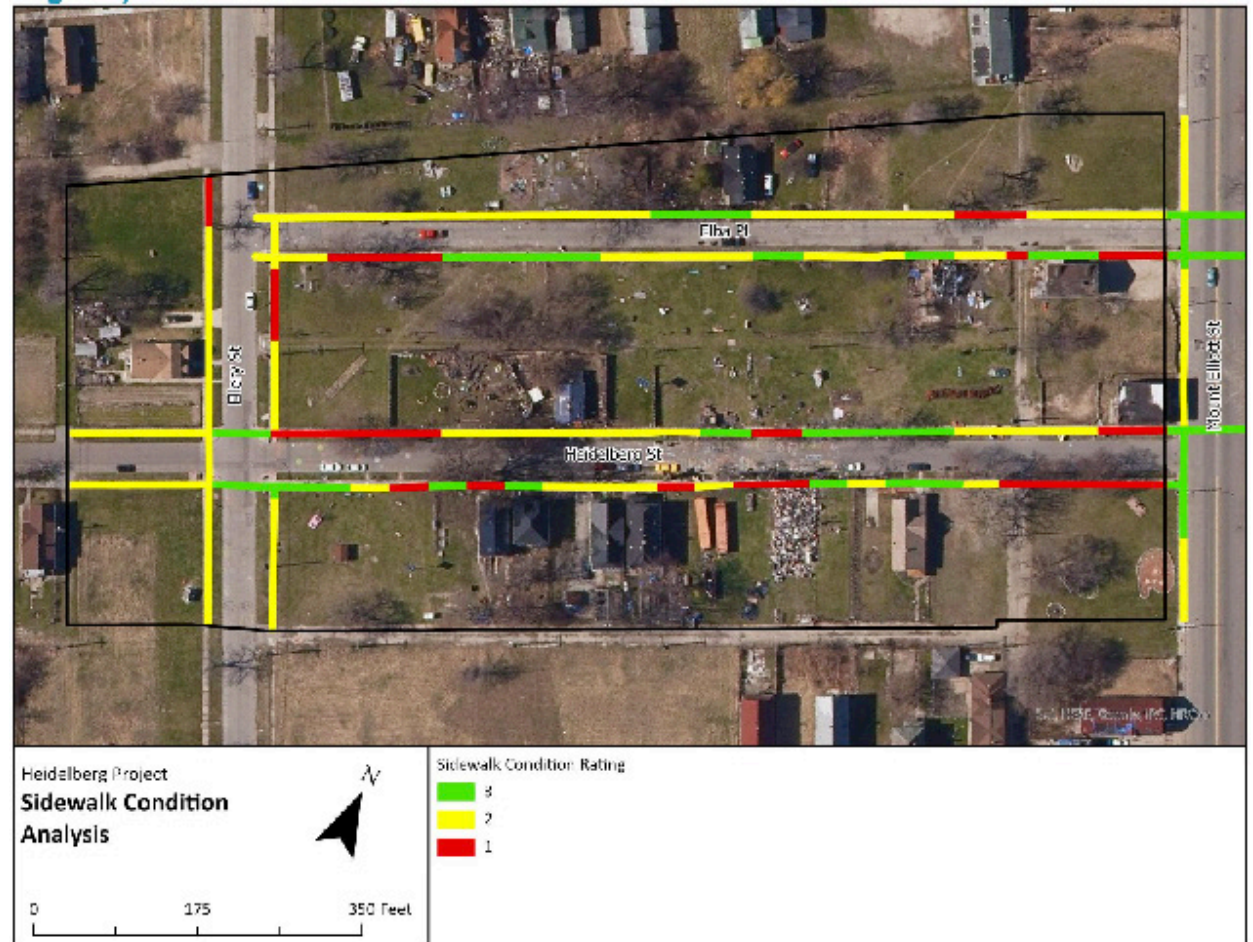 Elba Pl
Ellery St
Mount Elliott St
Heidelberg St
Heidelberg Project
Sidewalk Condition
Analysis
N
Sidewalk Condition Rating
3
2
1
0 175 350 Feet